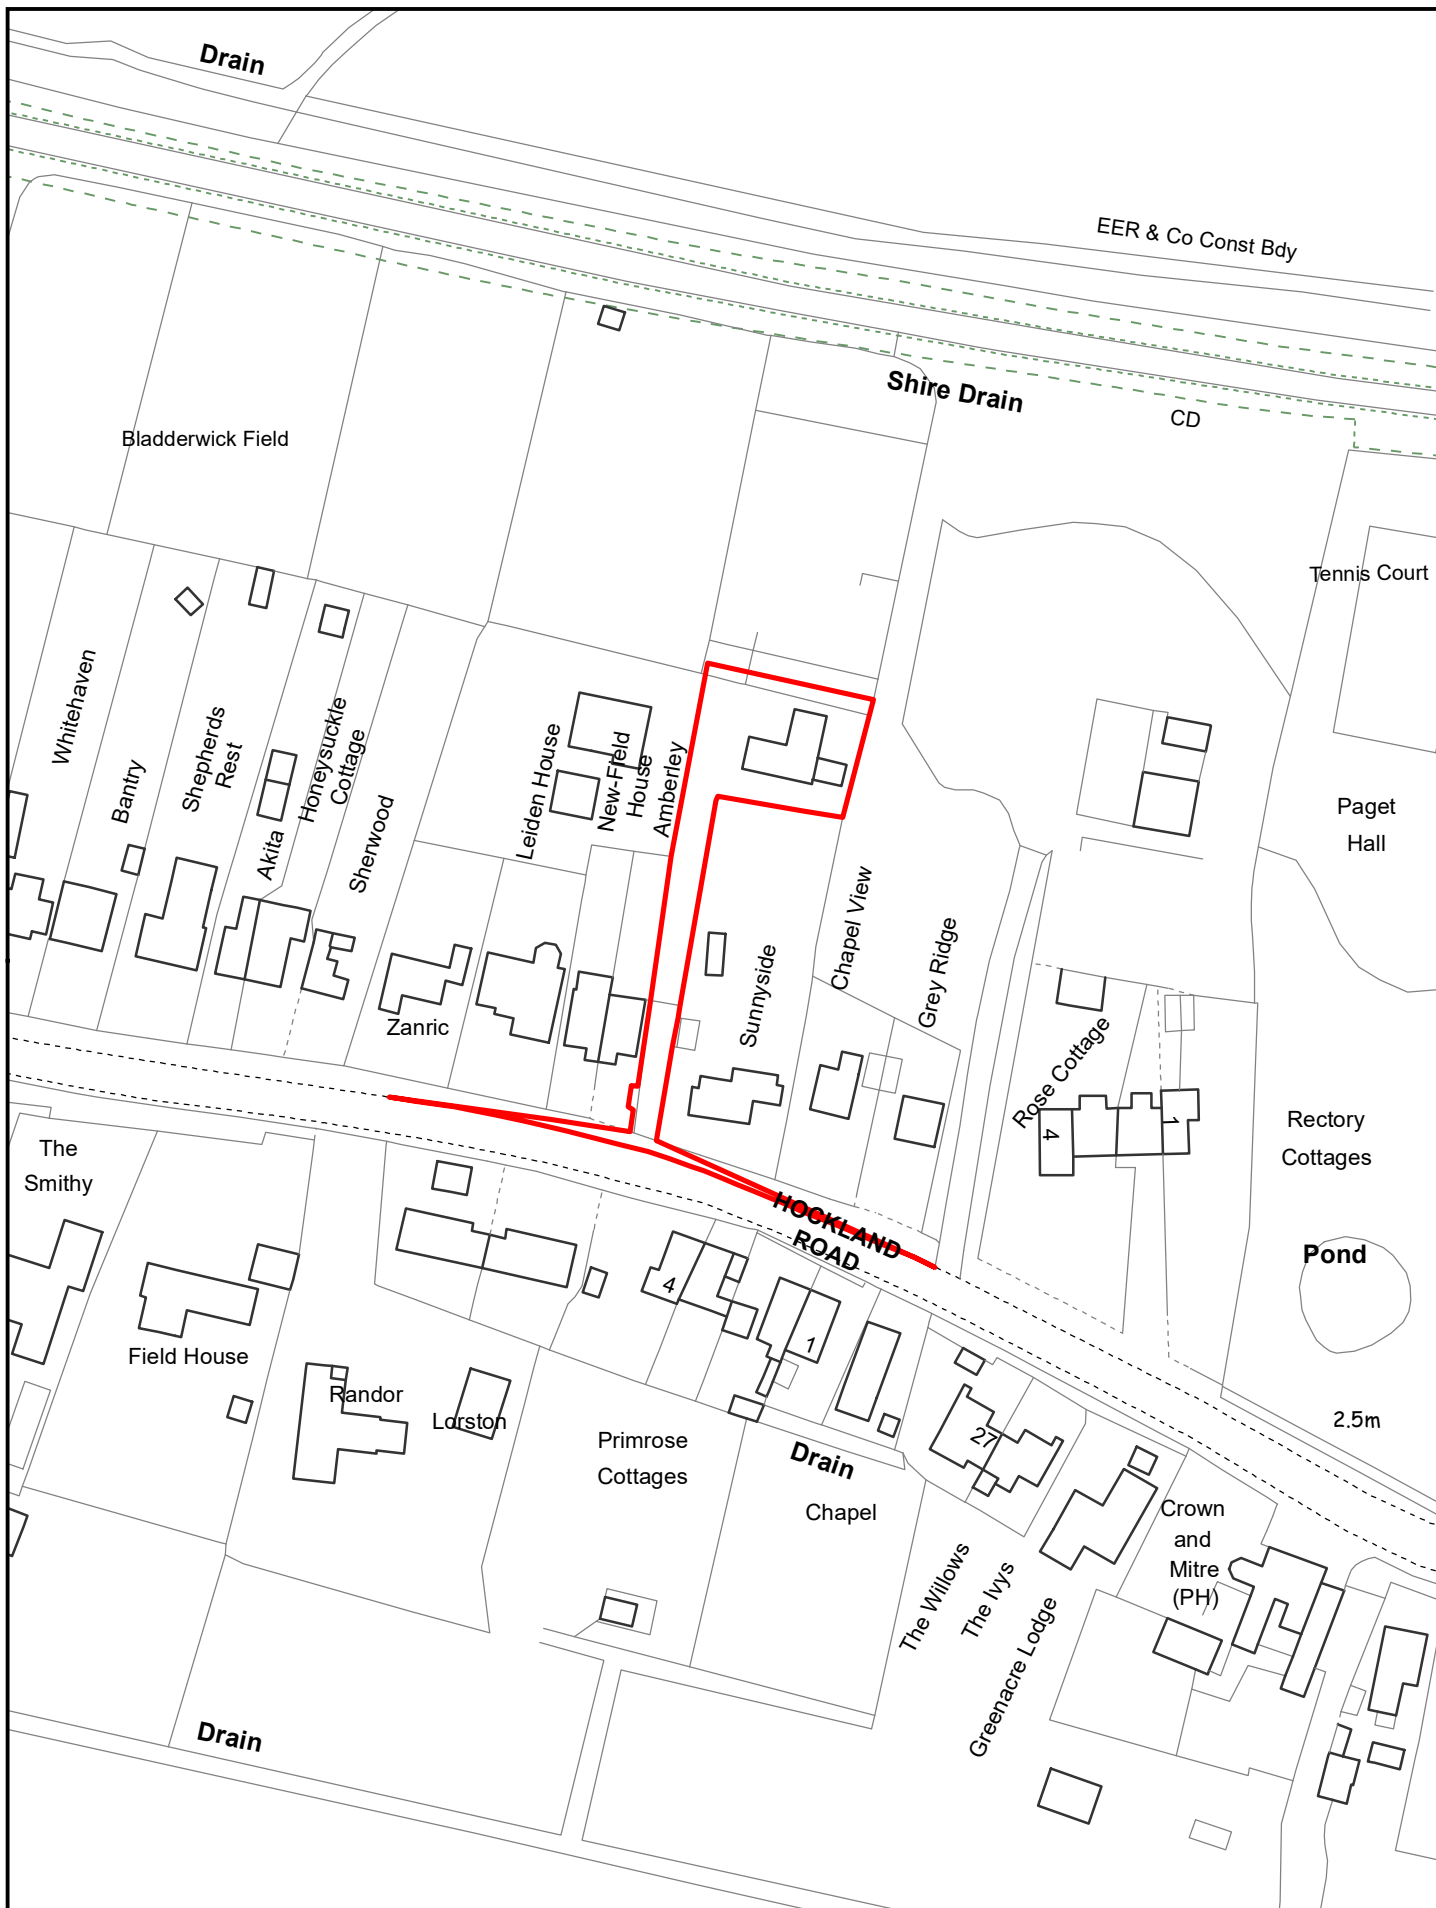 Drain
EER & Co Const Bdy
Shire Drain
CD
Bladderwick Field
Tennis Court
Whitehaven
Bantry
Shepherds
Rest
Akita
Honeysuckle
Cottage
Sherwood
Leiden House
New-Field
House
Amberley
Paget
Hall
Chapel View
Grey Ridge
Sunnyside
Zanric
Rose Cottage
4
1
Rectory
Cottages
The
Smithy
HOCKLAND
ROAD
Pond
4
1
Field House
Randor
Lorston
Primrose
Cottages
Drain
Chapel
27
2.5m
Crown
and
Mitre
(PH)
The Willows
The Ivys
Greenacre Lodge
Drain